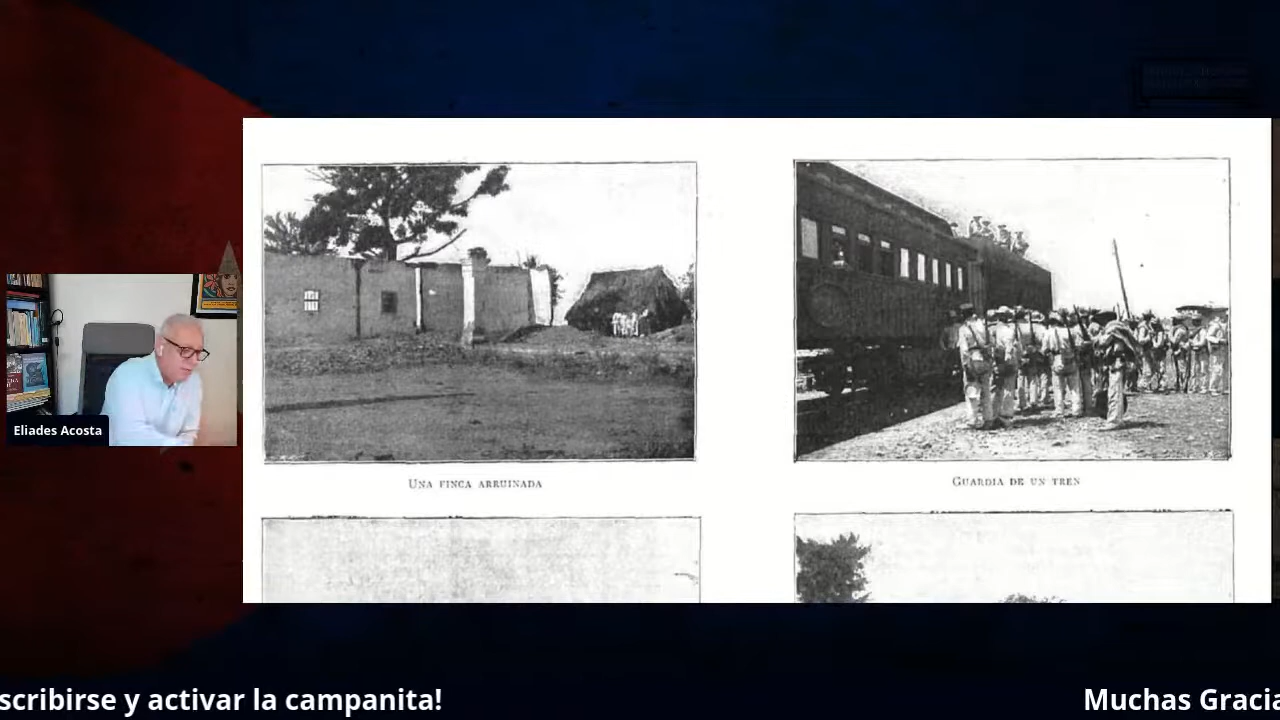 Eliades Acosta
UNA FINCA ARRUINADA
GUARDIA DE UN TREN
scribirse y activar la campanita!
Muchas Gracia